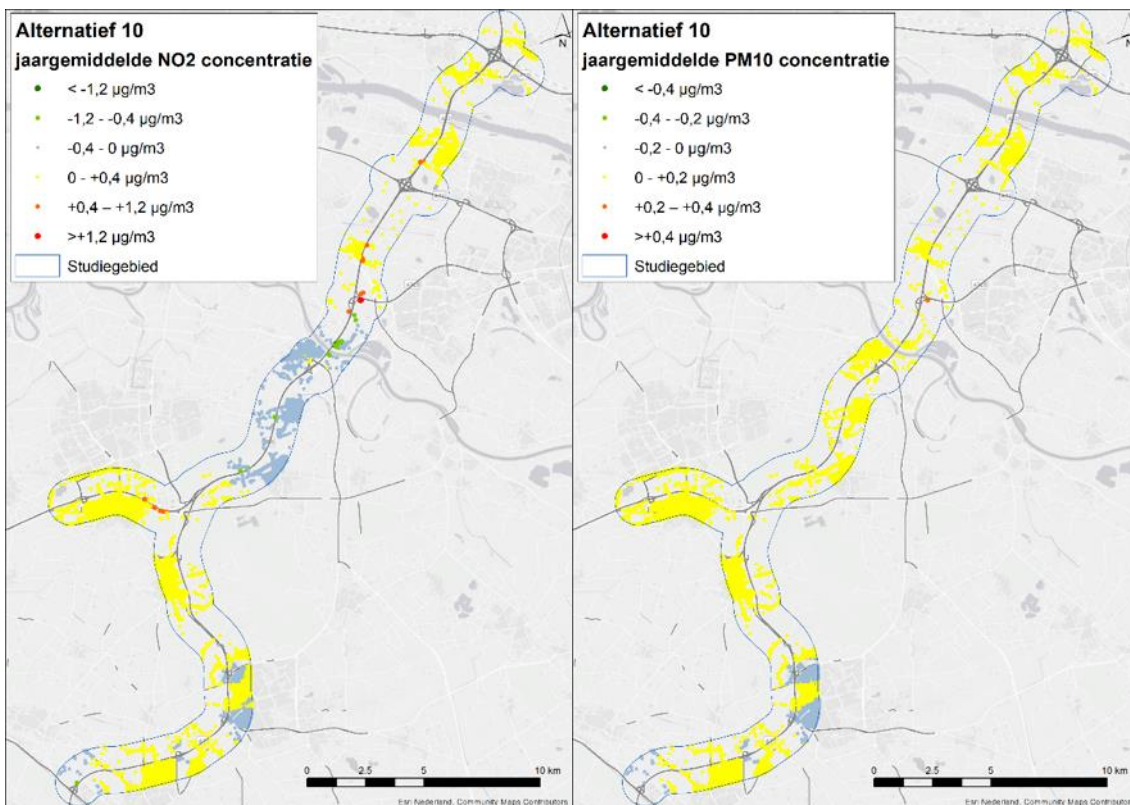 Alternatief 10
jaargemiddelde NO2 concentratie
< -1,2 µg/m3
-1,2 - -0,4 µg/m3
-0,4 - 0 µg/m3
0 - +0,4 µg/m3
+0,4 – +1,2 µg/m3
>+1,2 µg/m3
Studiegebied
N
0 2.5 5 10 km
Esri Nederland, Community Maps Contributors
Alternatief 10
jaargemiddelde PM10 concentratie
< -0,4 µg/m3
-0,4 - -0,2 µg/m3
-0,2 - 0 µg/m3
0 - +0,2 µg/m3
+0,2 – +0,4 µg/m3
>+0,4 µg/m3
Studiegebied
N
0 2.5 5 10 km
Esri Nederland, Community Maps Contributors